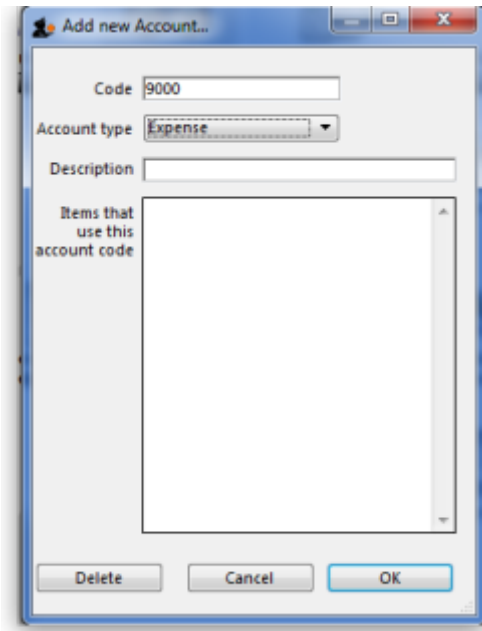 Add new Account...
Code 9000
Account type Expense
Description
Items that
use this
account code
Delete Cancel OK